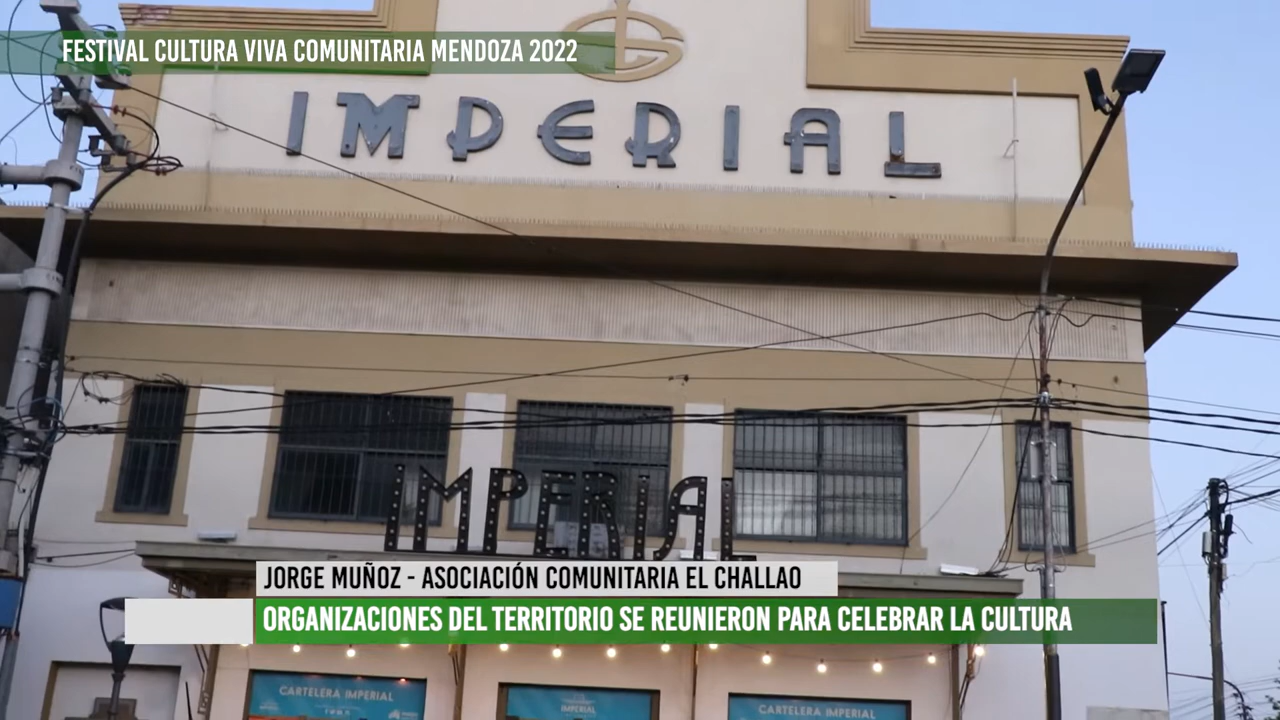 FESTIVAL CULTURA VIVA COMUNITARIA MENDOZA 2022
IMPERIAL
IMPERIAL
JORGE MUÑOZ - ASOCIACIÓN COMUNITARIA EL CHALLAO
ORGANIZACIONES DEL TERRITORIO SE REUNIERON PARA CELEBRAR LA CULTURA
CARTELERA IMPERIAL
IMPERIAL
CARTELERA IMPERIAL